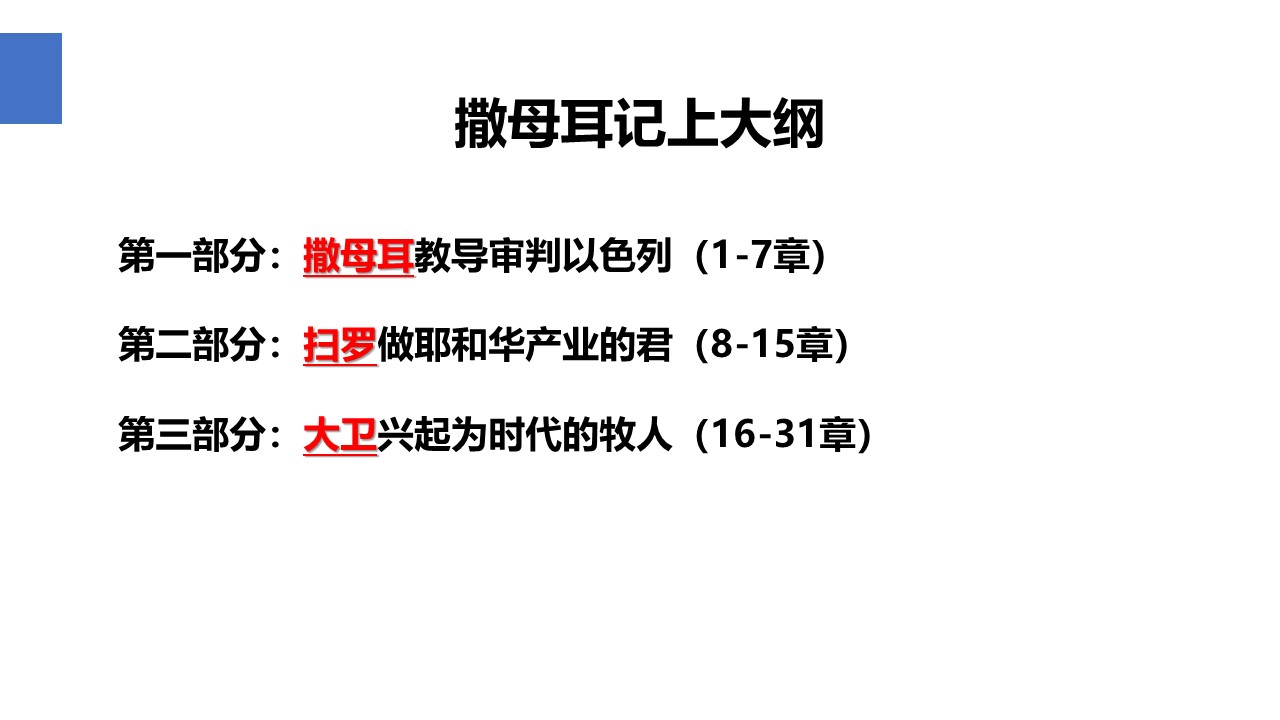 撒母耳记上大纲
第一部分：撒母耳教导审判以色列（1-7章）
第二部分：扫罗做耶和华产业的君（8-15章）
第三部分：大卫兴起为时代的牧人（16-31章）